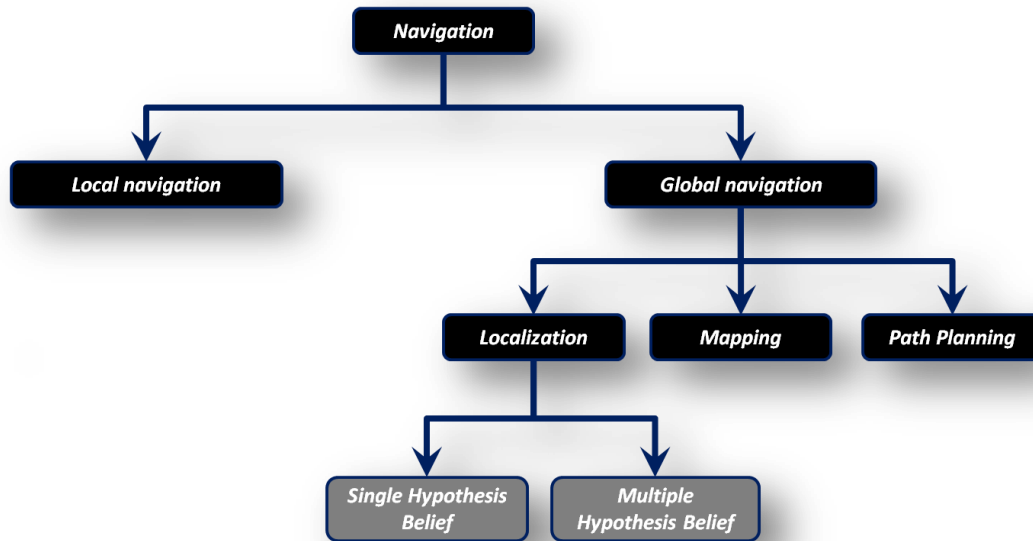 Navigation
Local navigation
Global navigation
Localization
Mapping
Path Planning
Single Hypothesis
Belief
Multiple
Hypothesis Belief